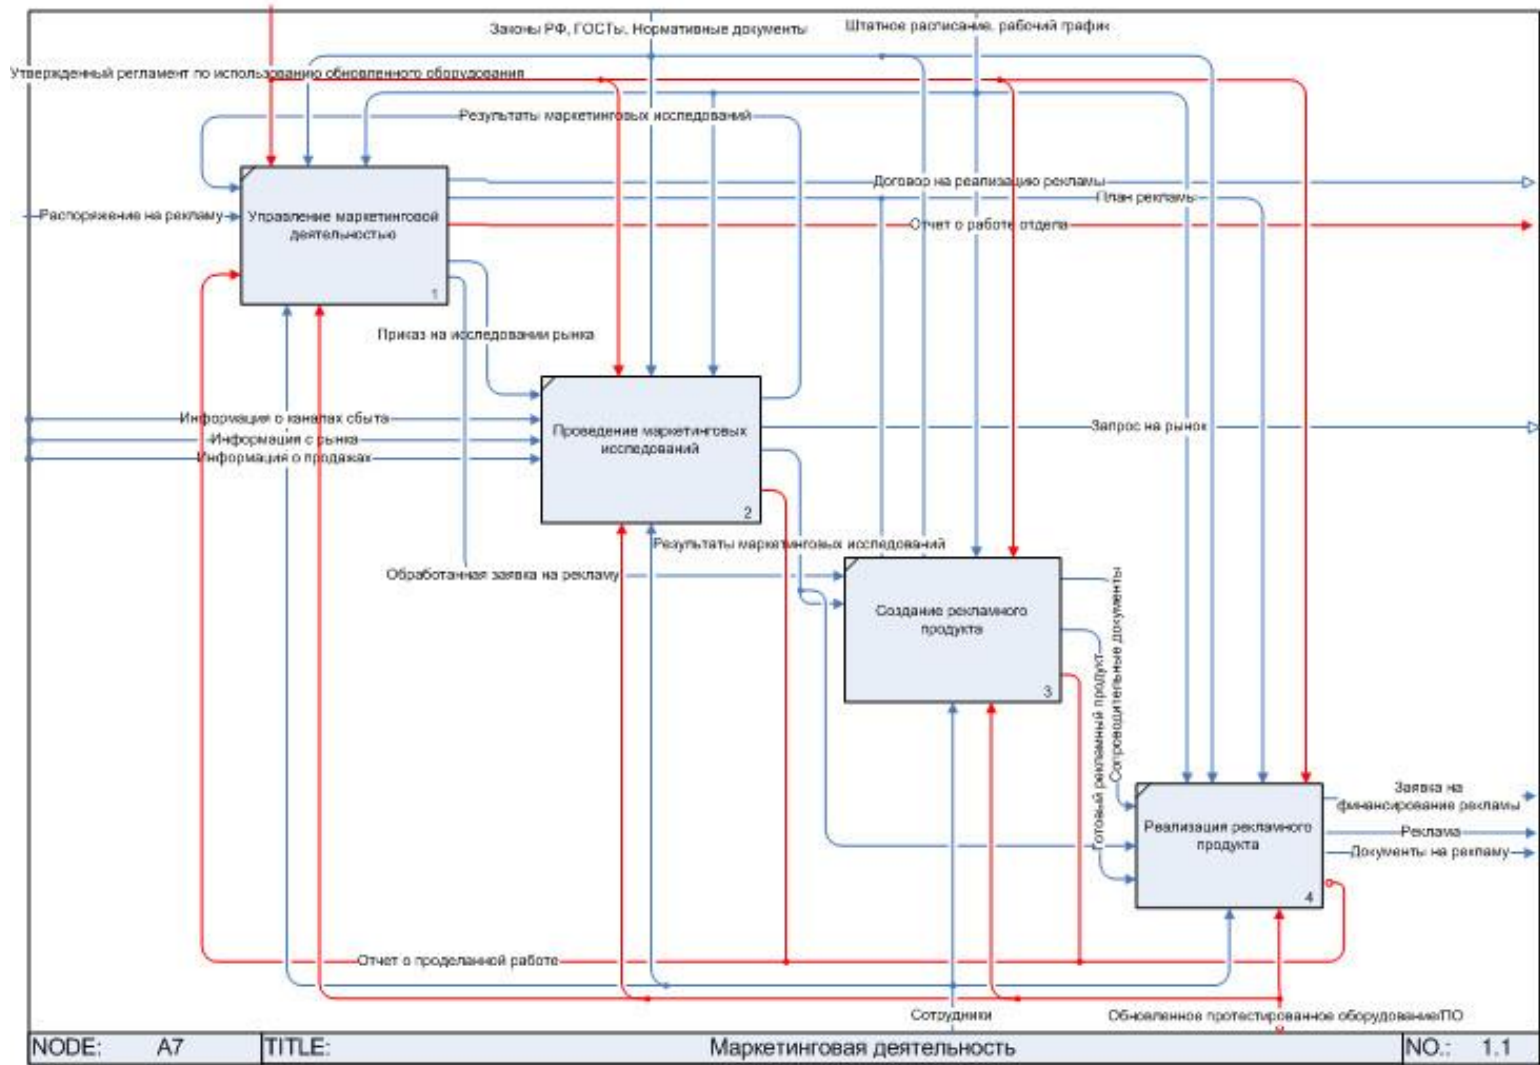 Законы РФ, ГОСТы, Нормативные документы
Штатное расписание, рабочий график
Утвержденный регламент по использованию обновленного оборудования
Результаты маркетинговых исследований
Договор на реализацию рекламы
План рекламы
Распоряжение на рекламу
Управление маркетинговой
деятельностью
Отчет о работе отдела
1
Приказ на исследовании рынка
Информация о каналах сбыта
Информация с рынка
Информация о продажах
Проведение маркетинговых
исследований
2
Запрос на рынок
Результаты маркетинговых исследований
Обработанная заявка на рекламу
Создание рекламного
продукта
3
Сопроводительные документы
Готовый рекламный продукт
Реализация рекламного
продукта
4
Заявка на
финансирование рекламы
Реклама
Документы на рекламу
Отчет о проделанной работе
Сотрудники
Обновленное протестированное оборудование/ПО
NODE: A7 TITLE: Маркетинговая деятельность NO.: 1.1